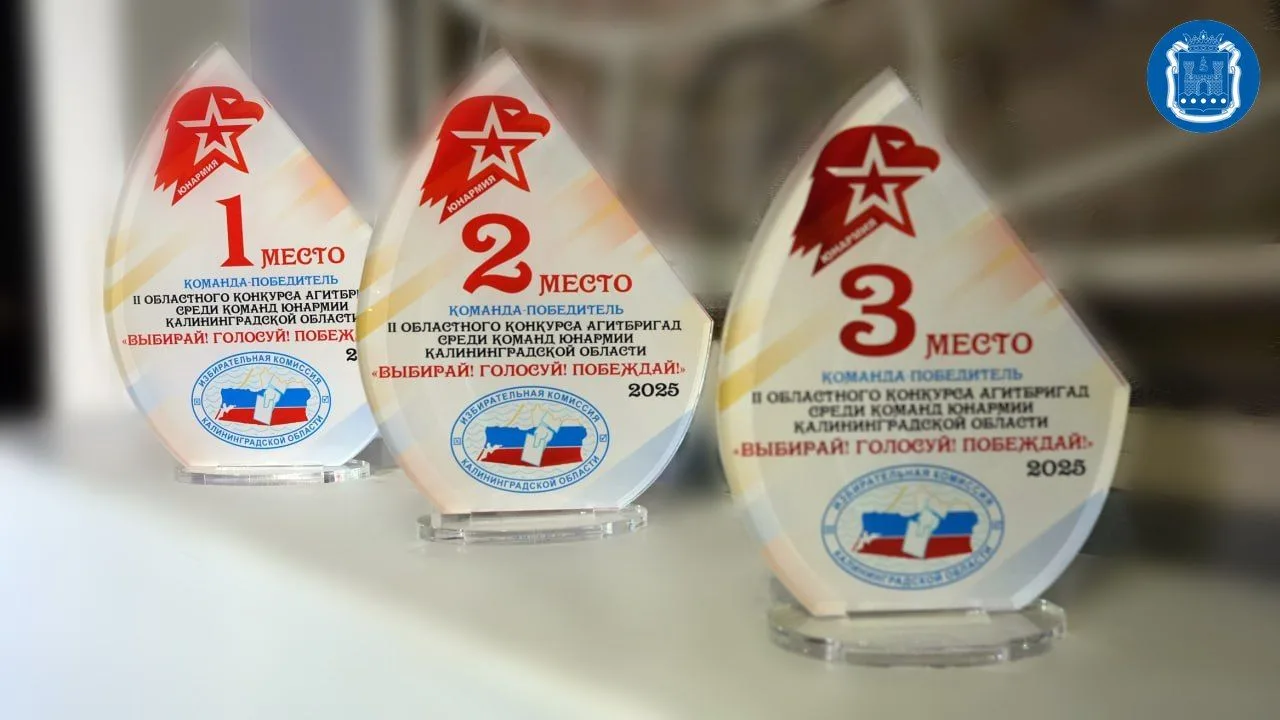 ЮНАРМИЯ
1 МЕСТО
КОМАНДА-ПОБЕДИТЕЛЬ
II ОБЛАСТНОГО КОНКУРСА
СРЕДИ КОМАНД ЮНАРМИИ
КАЛИНИНГРАДСКОЙ
«ВЫБИРАЙ! ГОЛОСУЙ!
ИЗБИРАТЕЛЬНАЯ КОМИССИЯ
КАЛИНИНГРАДСКОЙ ОБЛАСТИ
ЮНАРМИЯ
2 МЕСТО
КОМАНДА-ПОБЕДИТЕЛЬ
II ОБЛАСТНОГО КОНКУРСА АГИТБРИГАД
СРЕДИ КОМАНД ЮНАРМИИ
КАЛИНИНГРАДСКОЙ ОБЛАСТИ
«ВЫБИРАЙ! ГОЛОСУЙ! ПОБЕЖДАЙ!»
2025
ИЗБИРАТЕЛЬНАЯ КОМИССИЯ
КАЛИНИНГРАДСКОЙ ОБЛАСТИ
ЮНАРМИЯ
3 МЕСТО
КОМАНДА-ПОБЕДИТЕЛЬ
II ОБЛАСТНОГО КОНКУРСА АГИТБРИГАД
СРЕДИ КОМАНД ЮНАРМИИ
КАЛИНИНГРАДСКОЙ ОБЛАСТИ
«ВЫБИРАЙ! ГОЛОСУЙ! ПОБЕЖДАЙ!»
2025
ИЗБИРАТЕЛЬНАЯ КОМИССИЯ
КАЛИНИНГРАДСКОЙ ОБЛАСТИ